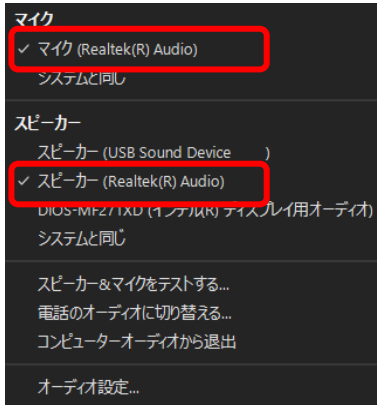 マイク
✓ マイク (Realtek(R) Audio)
システムと同じ
スピーカー
スピーカー (USB Sound Device )
✓ スピーカー (Realtek(R) Audio)
DIOS-MF271XD (インテル(R) ディスプレイ用オーディオ)
システムと同じ
スピーカー&マイクをテストする...
電話のオーディオに切り替える...
コンピューターオーディオから退出
オーディオ設定...